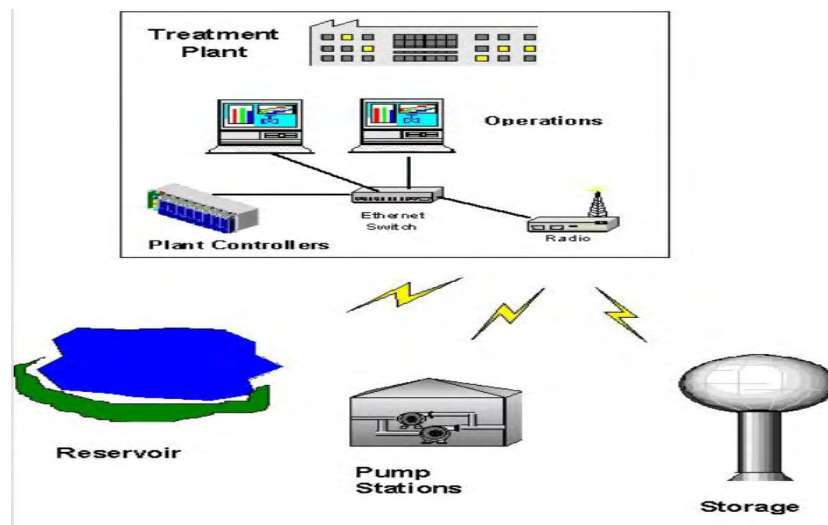 Treatment
Plant
Operations
Ethernet
Switch
Plant Controllers
Radio
Reservoir
Pump
Stations
Storage